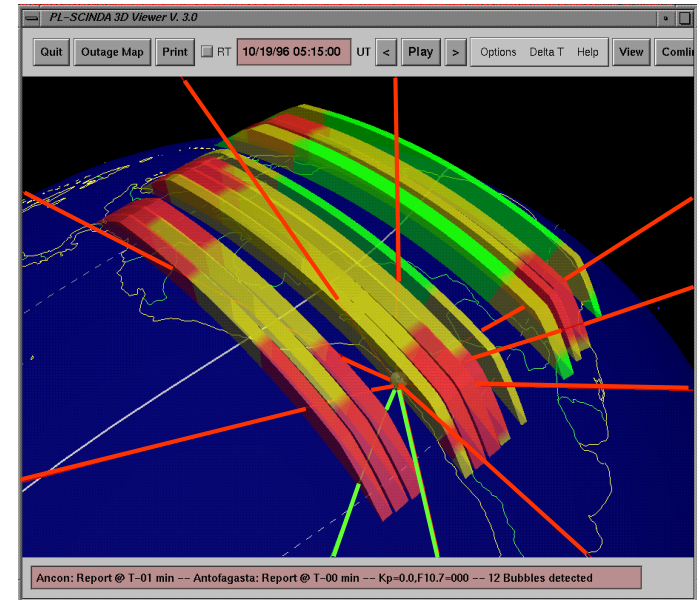 PL-SCINDA 3D Viewer V. 3.0
Quit Outage Map Print RT 10/19/96 05:15:00 UT < Play > Options Delta T Help View Comlin
Ancon: Report @ T-01 min -- Antofagasta: Report @ T-00 min -- Kp=0.0,F10.7=000 -- 12 Bubbles detected